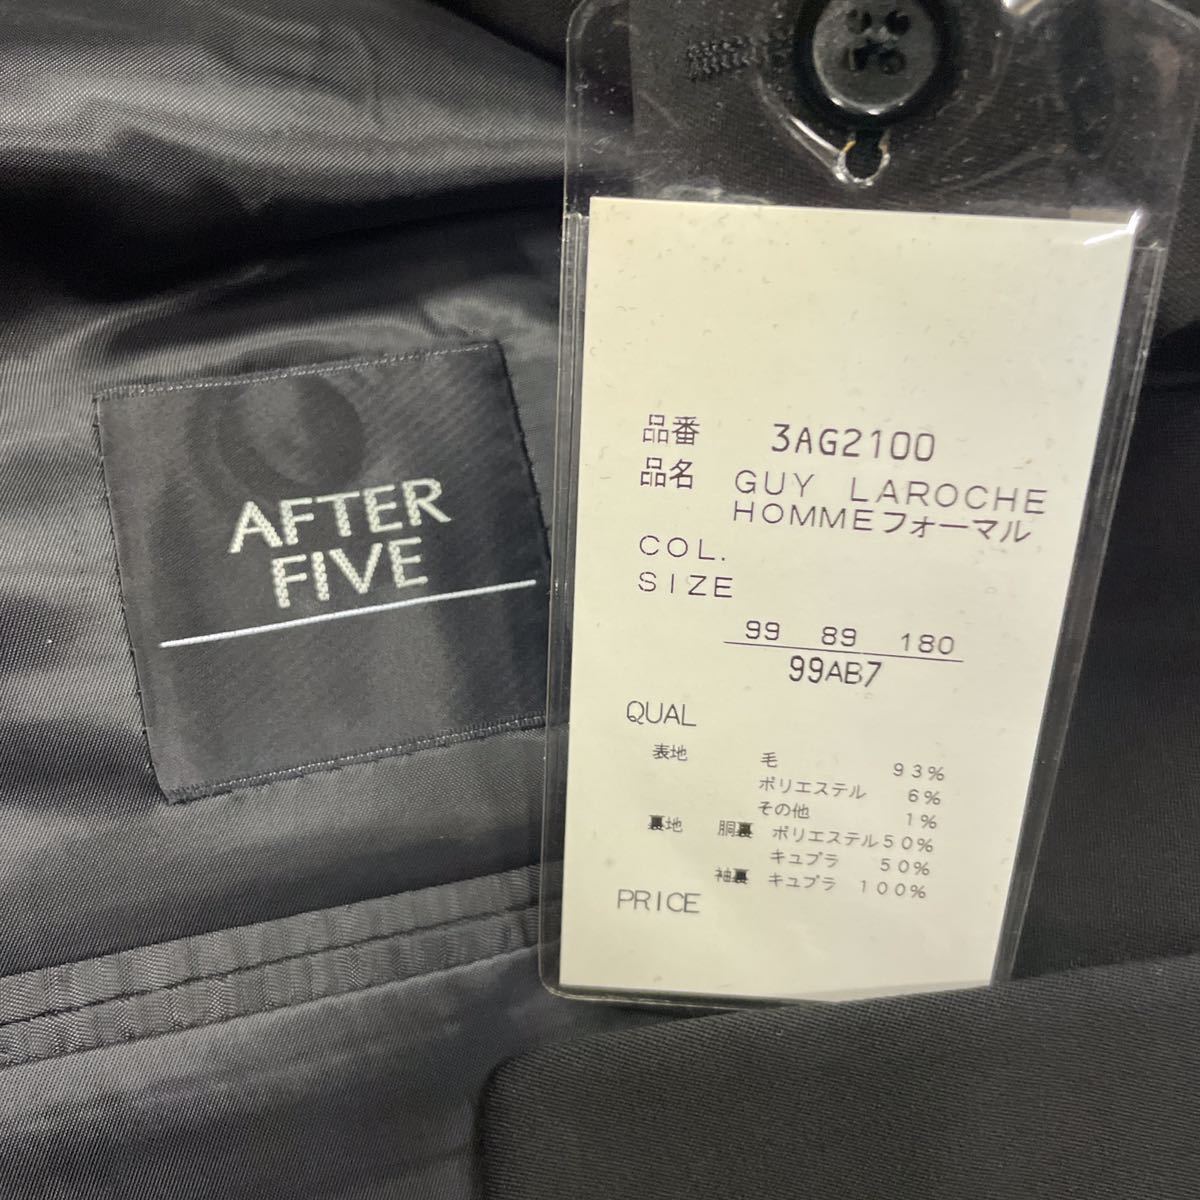 AFTER
FIVE
品番 3AG2100
品名 GUY LAROCHE
HOMMEフォーマル
COL.
SIZE
99 89 180
99AB7
QUAL
表地 毛 93%
ポリエステル 6%
その他 1%
裏地 胴裏 ポリエステル50%
キュプラ 50%
袖裏 キュプラ 100%
PRICE